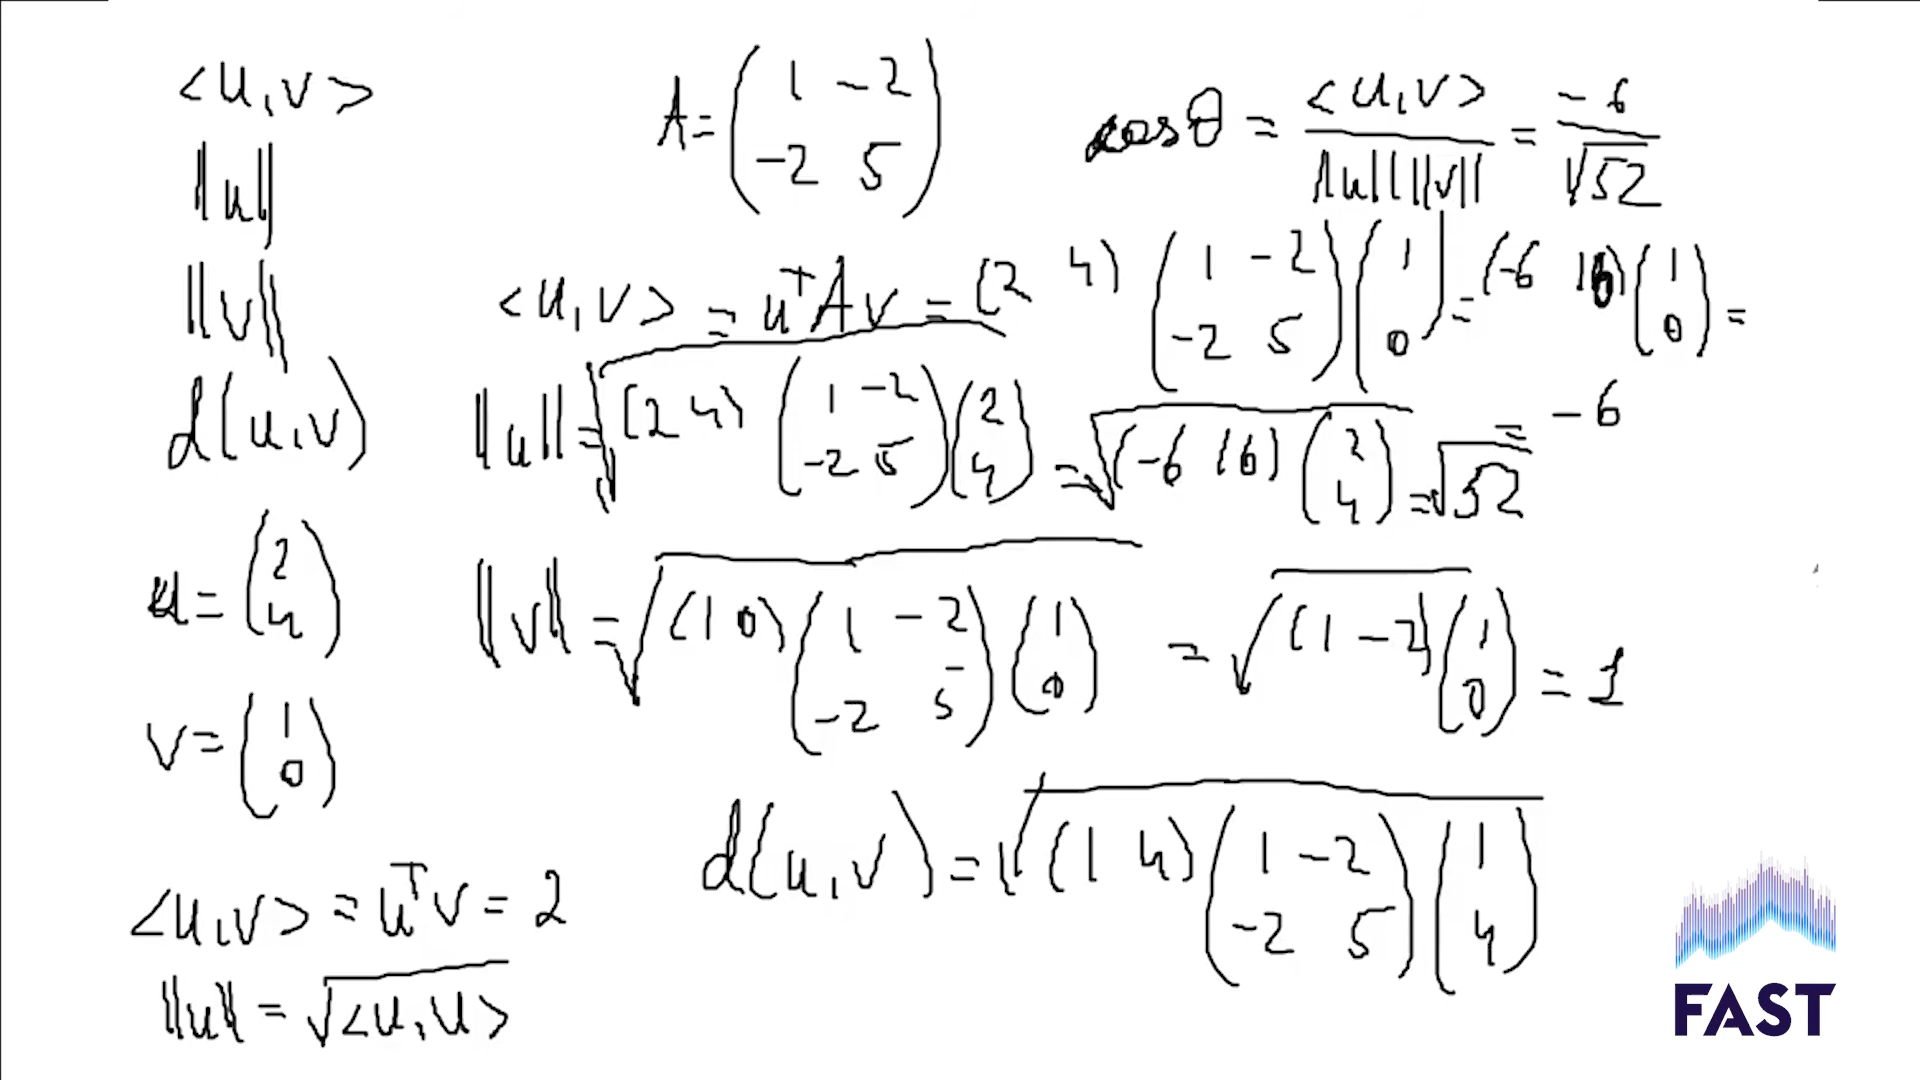 <u,v>
||u||
||v||
d(u,v)
u = (2 4)
v = (1 0)
<u,v> = uᵀv = 2
||u|| = √<u,u>
A = (1 -2 -2 5)
cosθ = <u,v> / ||u|| ||v|| = -6 / √52
<u,v> = uᵀAv = (2 4) (1 -2 -2 5) (1 0) = (-6 16) (1 0) =
= -6
||u|| = √(2 4) (1 -2 -2 5) (2 4) = √(-6 16) (2 4) = √52
||v|| = √(1 0) (1 -2 -2 5) (1 0) = √(1 -2) (1 0) = 1
d(u,v) = √(1 4) (1 -2 -2 5) (1 4)
FAST